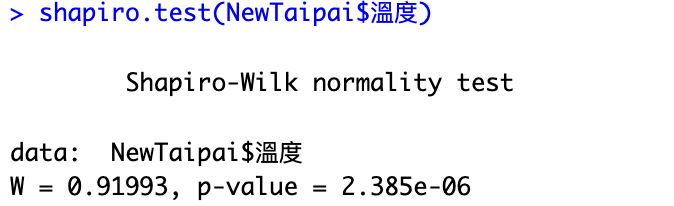 > shapiro.test(NewTaipai$溫度)
Shapiro-Wilk normality test
data:  NewTaipai$溫度
W = 0.91993, p-value = 2.385e-06